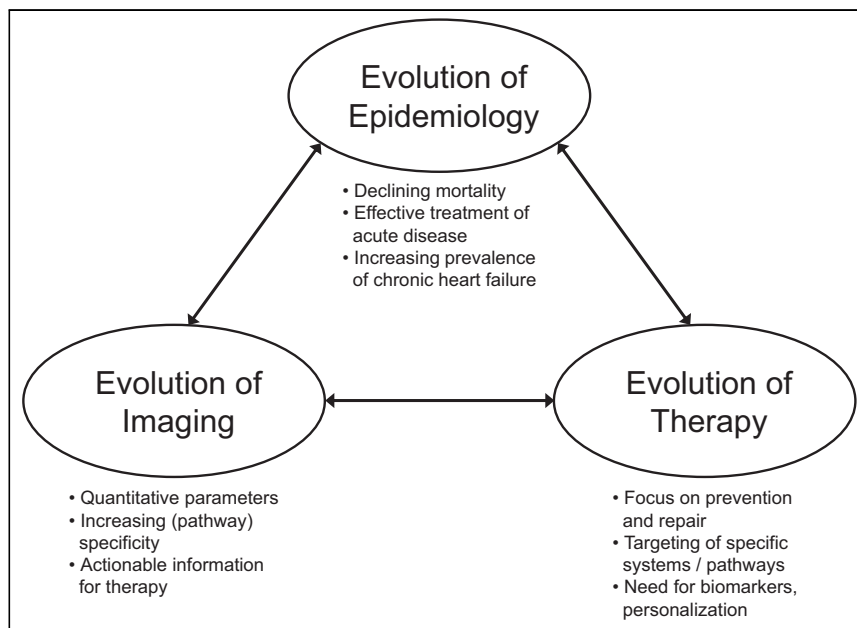 Evolution of
Epidemiology
• Declining mortality
• Effective treatment of
acute disease
• Increasing prevalence
of chronic heart failure
Evolution of
Imaging
• Quantitative parameters
• Increasing (pathway)
specificity
• Actionable information
for therapy
Evolution of
Therapy
• Focus on prevention
and repair
• Targeting of specific
systems / pathways
• Need for biomarkers,
personalization